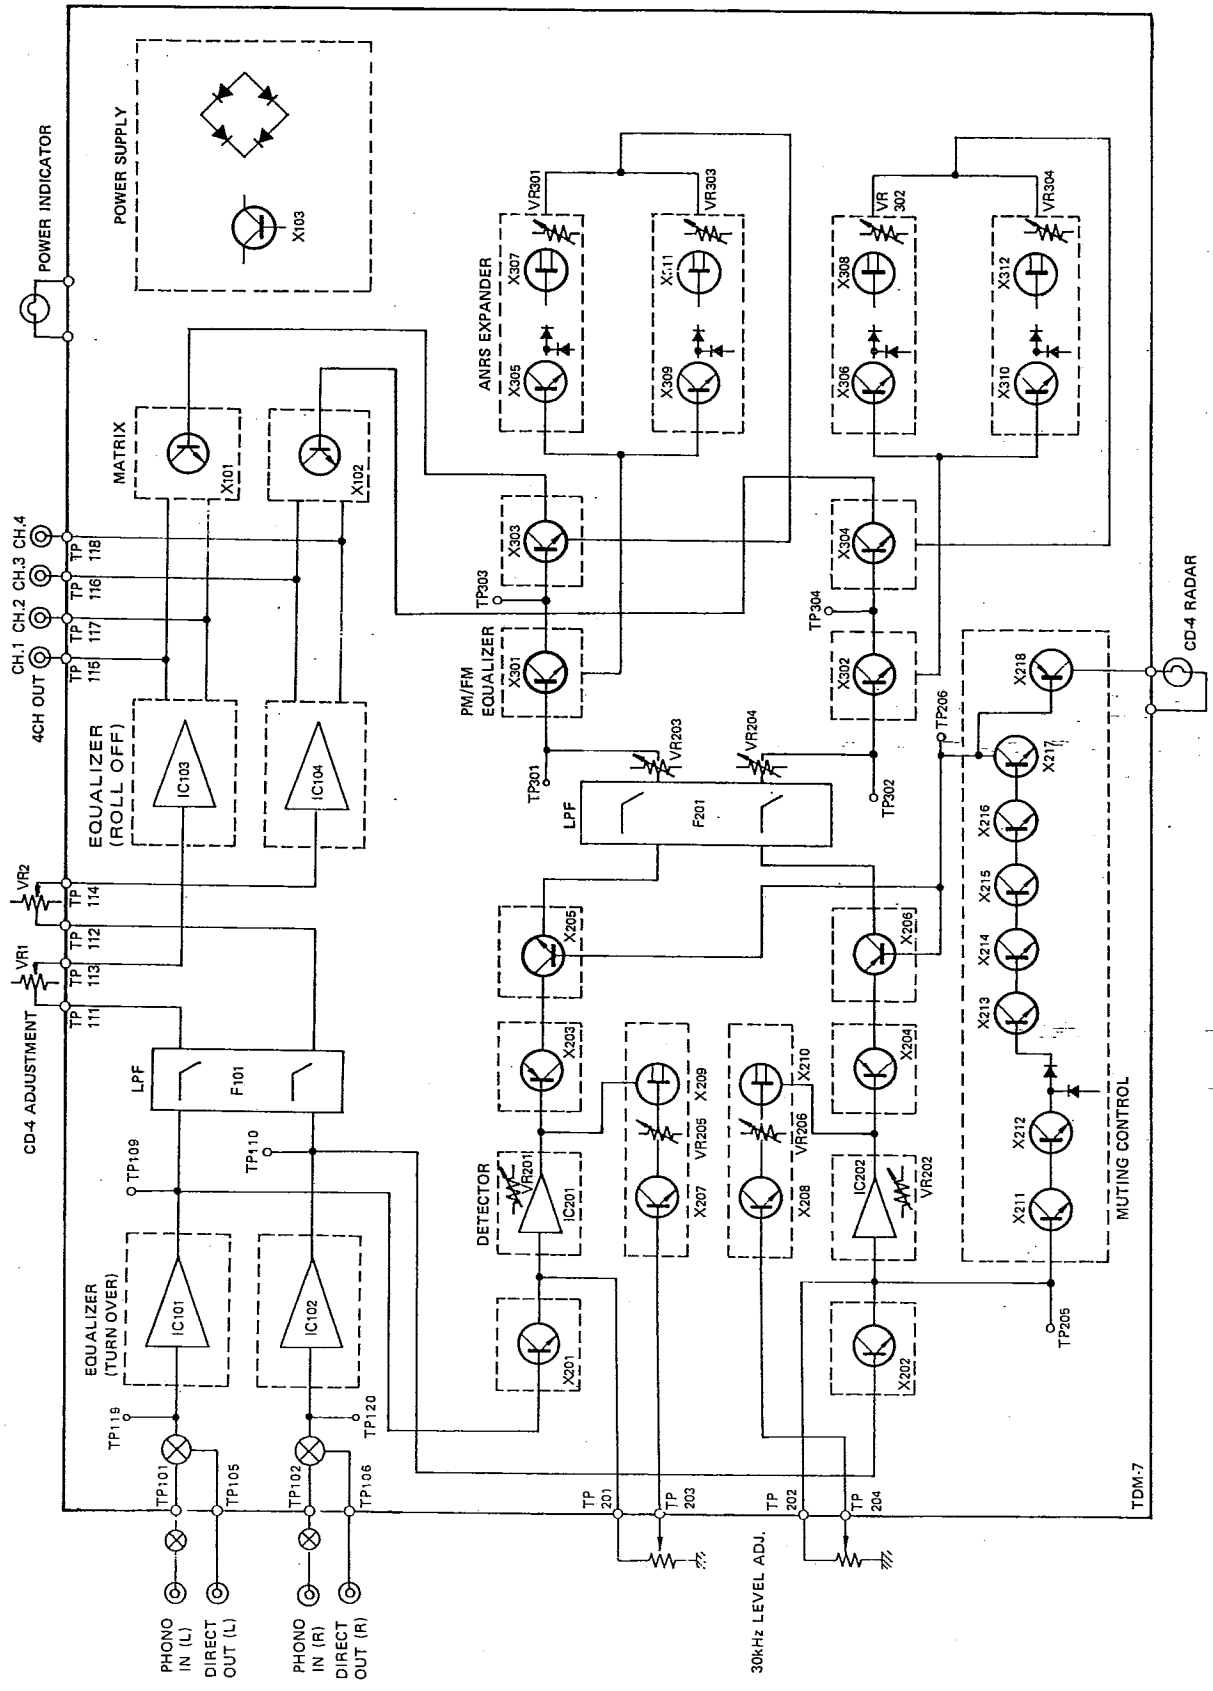 POWER INDICATOR
POWER SUPPLY
X103
4CH OUT
CH.1
CH.2
CH.3
CH.4
TP
115
TP
117
TP
116
TP
118
MATRIX
X101
X102
EQUALIZER
(ROLL OFF)
IC103
IC104
CD-4 ADJUSTMENT
VR1
VR2
TP
111
TP
113
TP
112
TP
114
LPF
F101
TP109
TP110
EQUALIZER
(TURN OVER)
IC101
IC102
TP119
TP120
TP101
TP105
TP102
TP106
PHONO
IN (L)
DIRECT
OUT (L)
PHONO
IN (R)
DIRECT
OUT (R)
ANRS EXPANDER
X305
X307
VR301
X309
X311
VR303
X306
X308
VR
302
X310
X312
VR304
X303
X304
TP303
TP304
PM/FM
EQUALIZER
X301
X302
TP301
TP302
VR203
VR204
LPF
F201
X205
X206
TP206
X203
X204
DETECTOR
VR201
IC201
X207
VR205
X209
X208
VR206
X210
IC202
VR202
X201
X202
TP
201
TP
203
TP
202
TP
204
30kHz LEVEL ADJ.
MUTING CONTROL
X211
X212
X213
X214
X215
X216
X217
X218
TP205
CD-4 RADAR
TDM-7